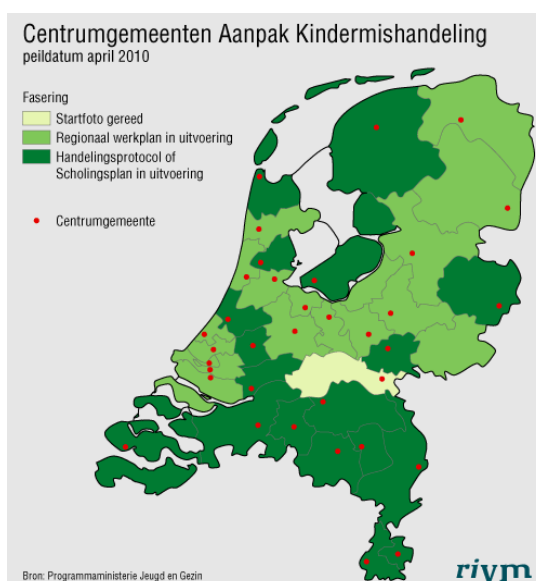 Centrumgemeenten Aanpak Kindermishandeling
peildatum april 2010
Fasering
Startfoto gereed
Regionaal werkplan in uitvoering
Handelingsprotocol of
Scholingsplan in uitvoering
Centrumgemeente
Bron: Programmaministerie Jeugd en Gezin
rivm